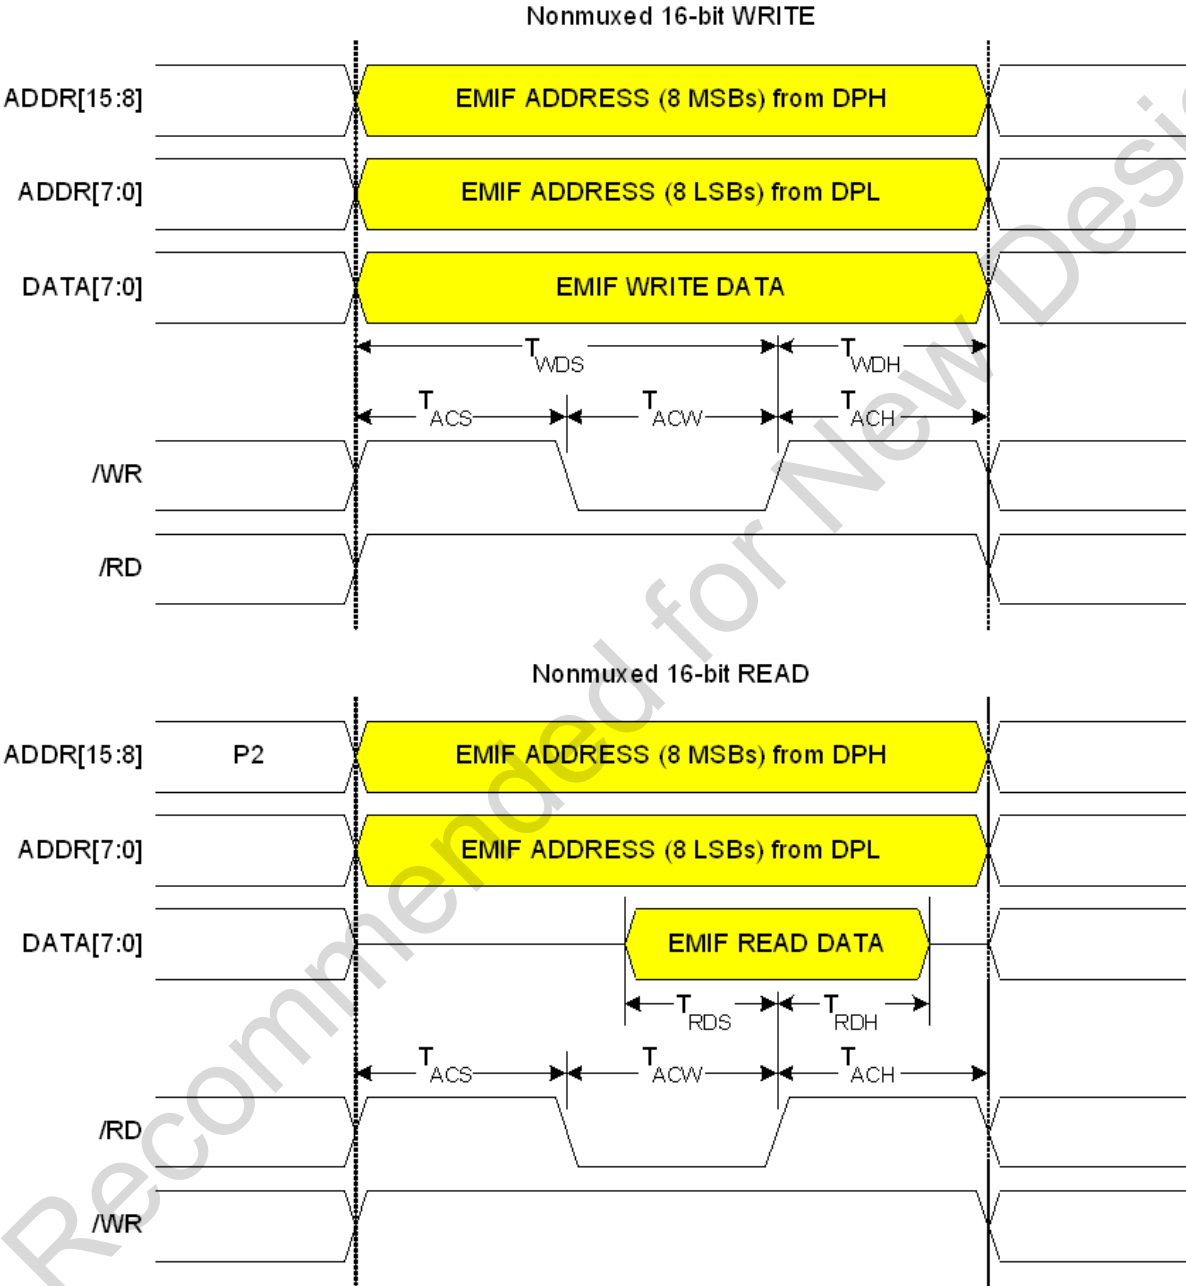 Nonmuxed 16-bit WRITE
ADDR[15:8] EMIF ADDRESS (8 MSBs) from DPH
ADDR[7:0] EMIF ADDRESS (8 LSBs) from DPL
DATA[7:0] EMIF WRITE DATA
TWDS TWDH
TACS TACW TACH
/WR
/RD
Nonmuxed 16-bit READ
ADDR[15:8] P2 EMIF ADDRESS (8 MSBs) from DPH
ADDR[7:0] EMIF ADDRESS (8 LSBs) from DPL
DATA[7:0] EMIF READ DATA
TRDS TRDH
TACS TACW TACH
/RD
/WR
Recommended for New